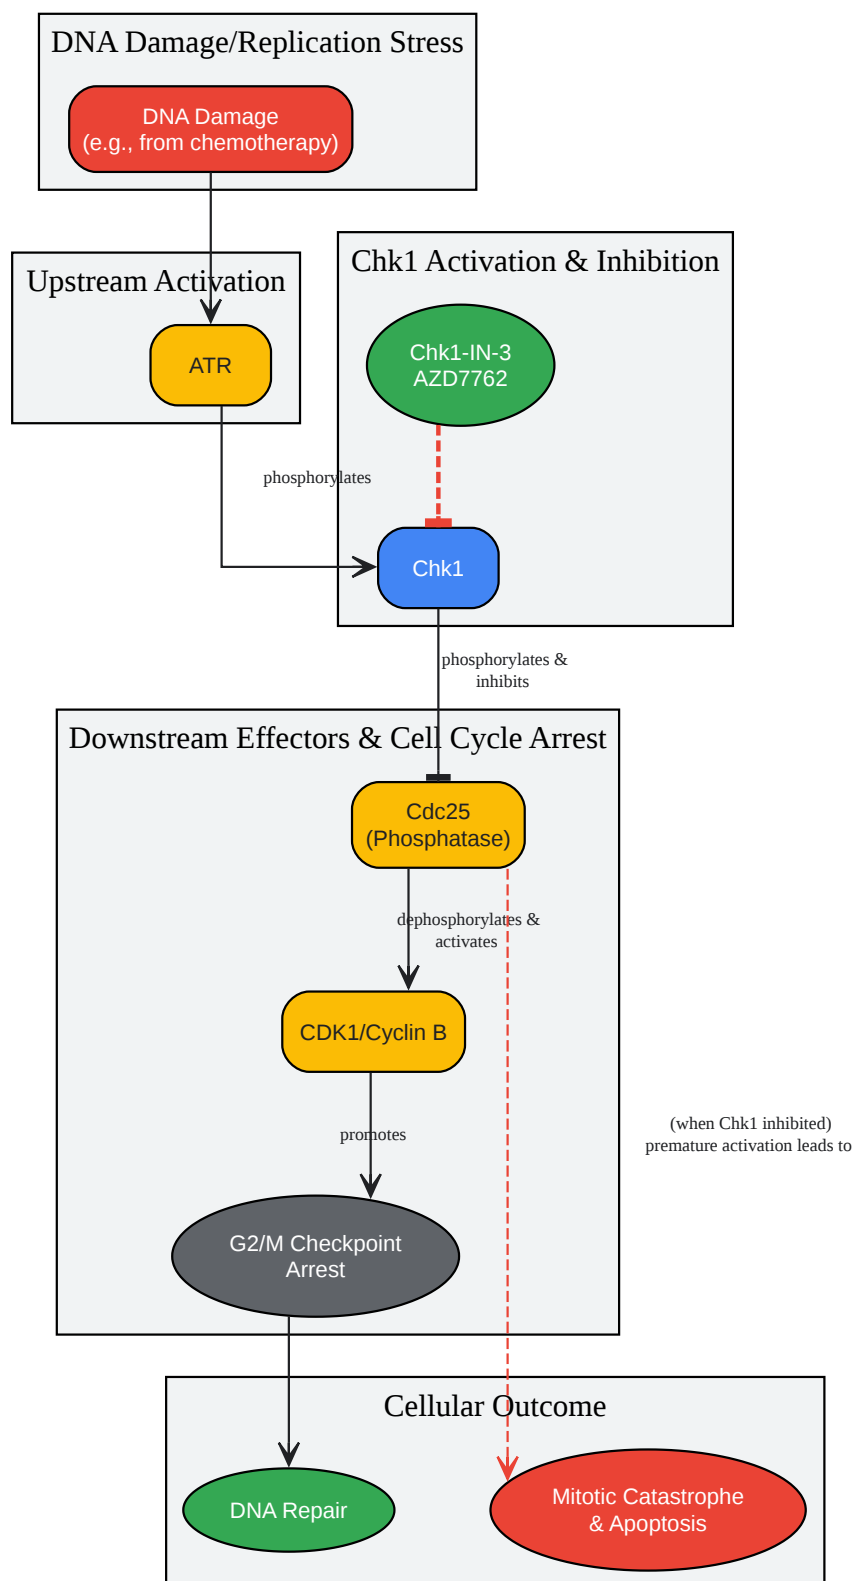 DNA Damage/Replication Stress
DNA Damage
(e.g., from chemotherapy)
Upstream Activation
ATR
Chk1 Activation & Inhibition
Chk1-IN-3
AZD7762
phosphorylates
Chk1
phosphorylates &
inhibits
Downstream Effectors & Cell Cycle Arrest
Cdc25
(Phosphatase)
dephosphorylates &
activates
CDK1/Cyclin B
promotes
(when Chk1 inhibited)
premature activation leads to
G2/M Checkpoint
Arrest
Cellular Outcome
DNA Repair
Mitotic Catastrophe
& Apoptosis